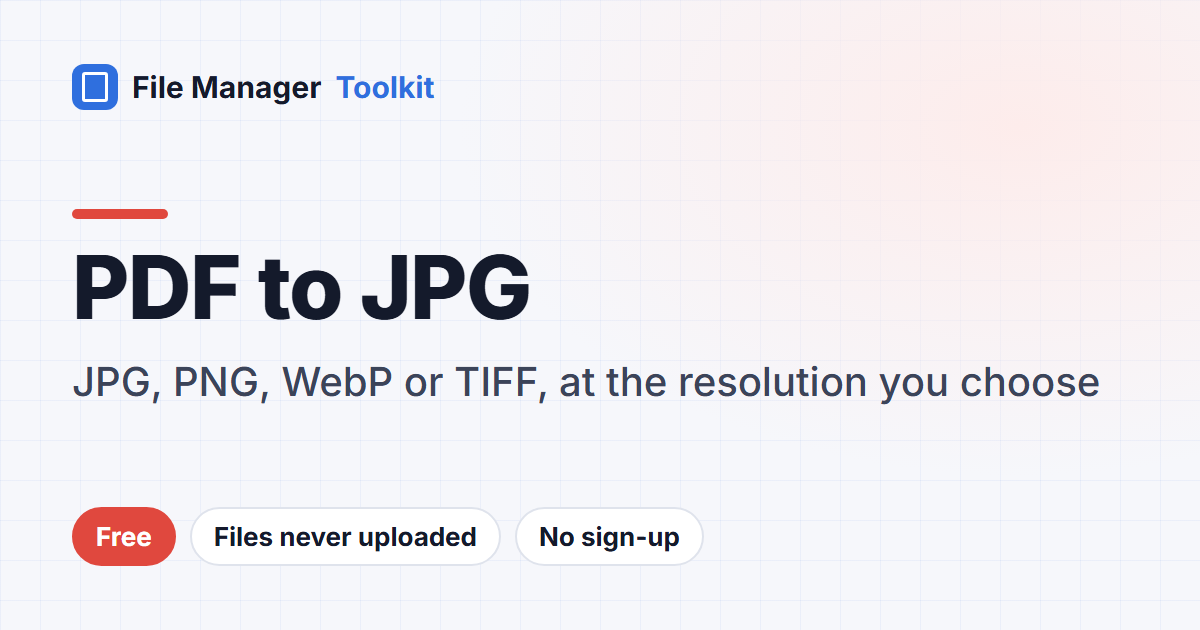 File Manager Toolkit
PDF to JPG
JPG, PNG, WebP or TIFF, at the resolution you choose
Free
Files never uploaded
No sign-up